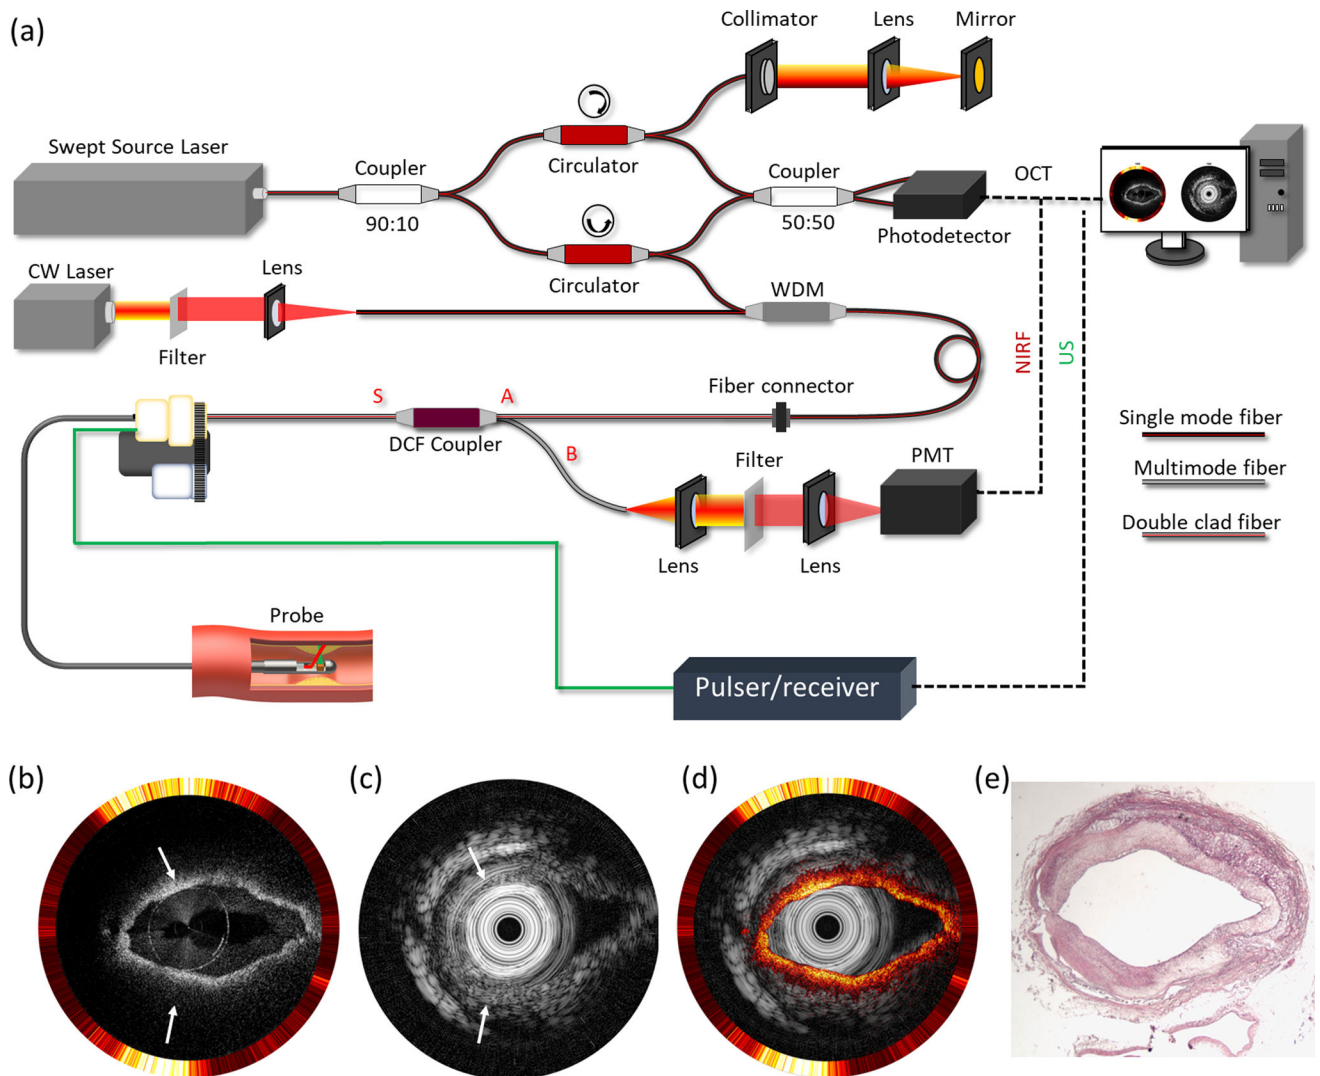 (a)
Collimator
Lens
Mirror
Swept Source Laser
Coupler
90:10
Circulator
Circulator
Coupler
50:50
Photodetector
OCT
CW Laser
Filter
Lens
WDM
Fiber connector
NIRF
US
S
A
DCF Coupler
B
Lens
Filter
Lens
PMT
Single mode fiber
Multimode fiber
Double clad fiber
Probe
Pulser/receiver
(b)
(c)
(d)
(e)